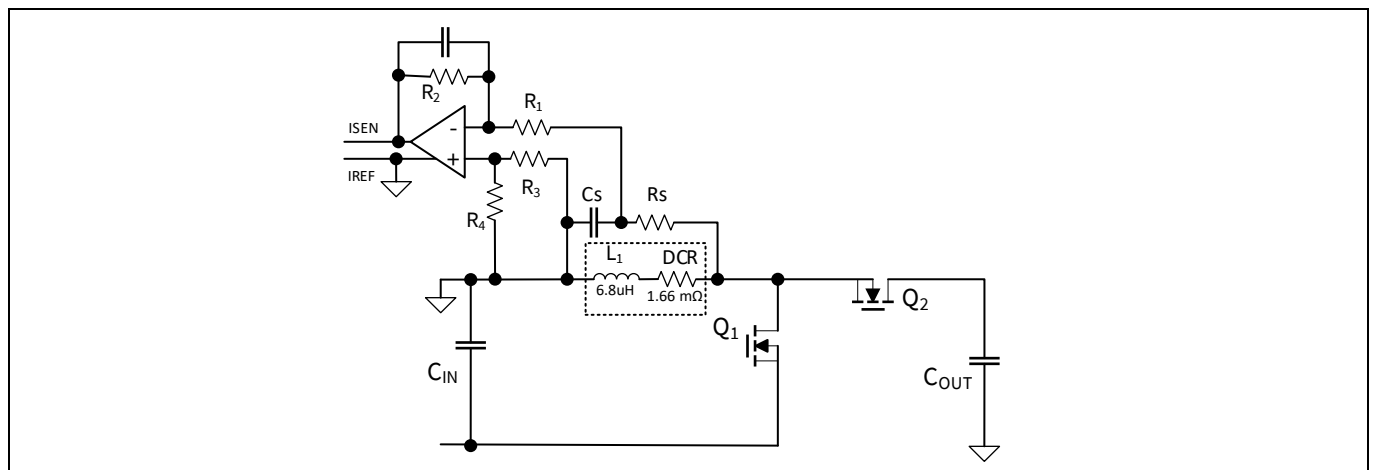 R2
R1
ISEN
-
+
IREF
R3
Cs
Rs
R4
L1
DCR
6.8uH
1.66 mΩ
Q2
Q1
CIN
COUT